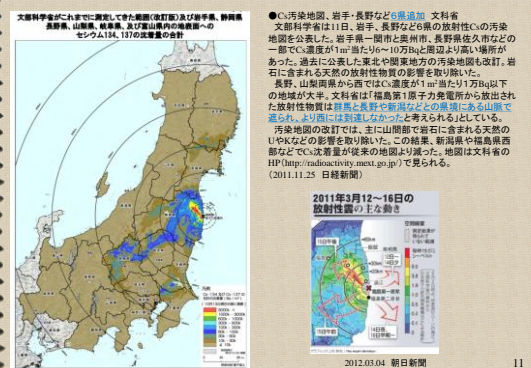 文部科学省がこれまでに測定してきた範囲(改訂版)及び岩手県、静岡県
長野県、山梨県、岐阜県、及び富山県内の地表面への
セシウム134、137の沈着量の合計
●Cs汚染地図、岩手・長野など6県追加 文科省
文部科学省は11日、岩手、長野など6県の放射性Csの汚染
地図を公表した。岩手県一関市と奥州市、長野県佐久市などの
一部でCs濃度が1m²当たり6～10万Bqと周辺より高い場所が
あった。過去に公表した東北や関東地方の汚染地図も改訂。岩
石に含まれる天然の放射性物質の影響を取り除いた。
長野、山梨県から西ではCs濃度が1m²当たり1万Bq以下
の地域が大半。文科省は「福島第1原子力発電所から放出され
た放射性物質は群馬と長野や新潟などとの県境にある山脈で
遮られ、より西には到達しなかったと考えられる」としている。
汚染地図の改訂では、主に山間部で岩石に含まれる天然の
UやKなどの影響を取り除いた。この結果、新潟県や福島県西
部などでCs沈着量が従来の地図より減った。地図は文科省の
HP(http://radioactivity.mext.go.jp/)で見られる。
(2011.11.25 日経新聞)
2011年3月12～16日の
放射性雲の主な動き
2012.03.04 朝日新聞
11